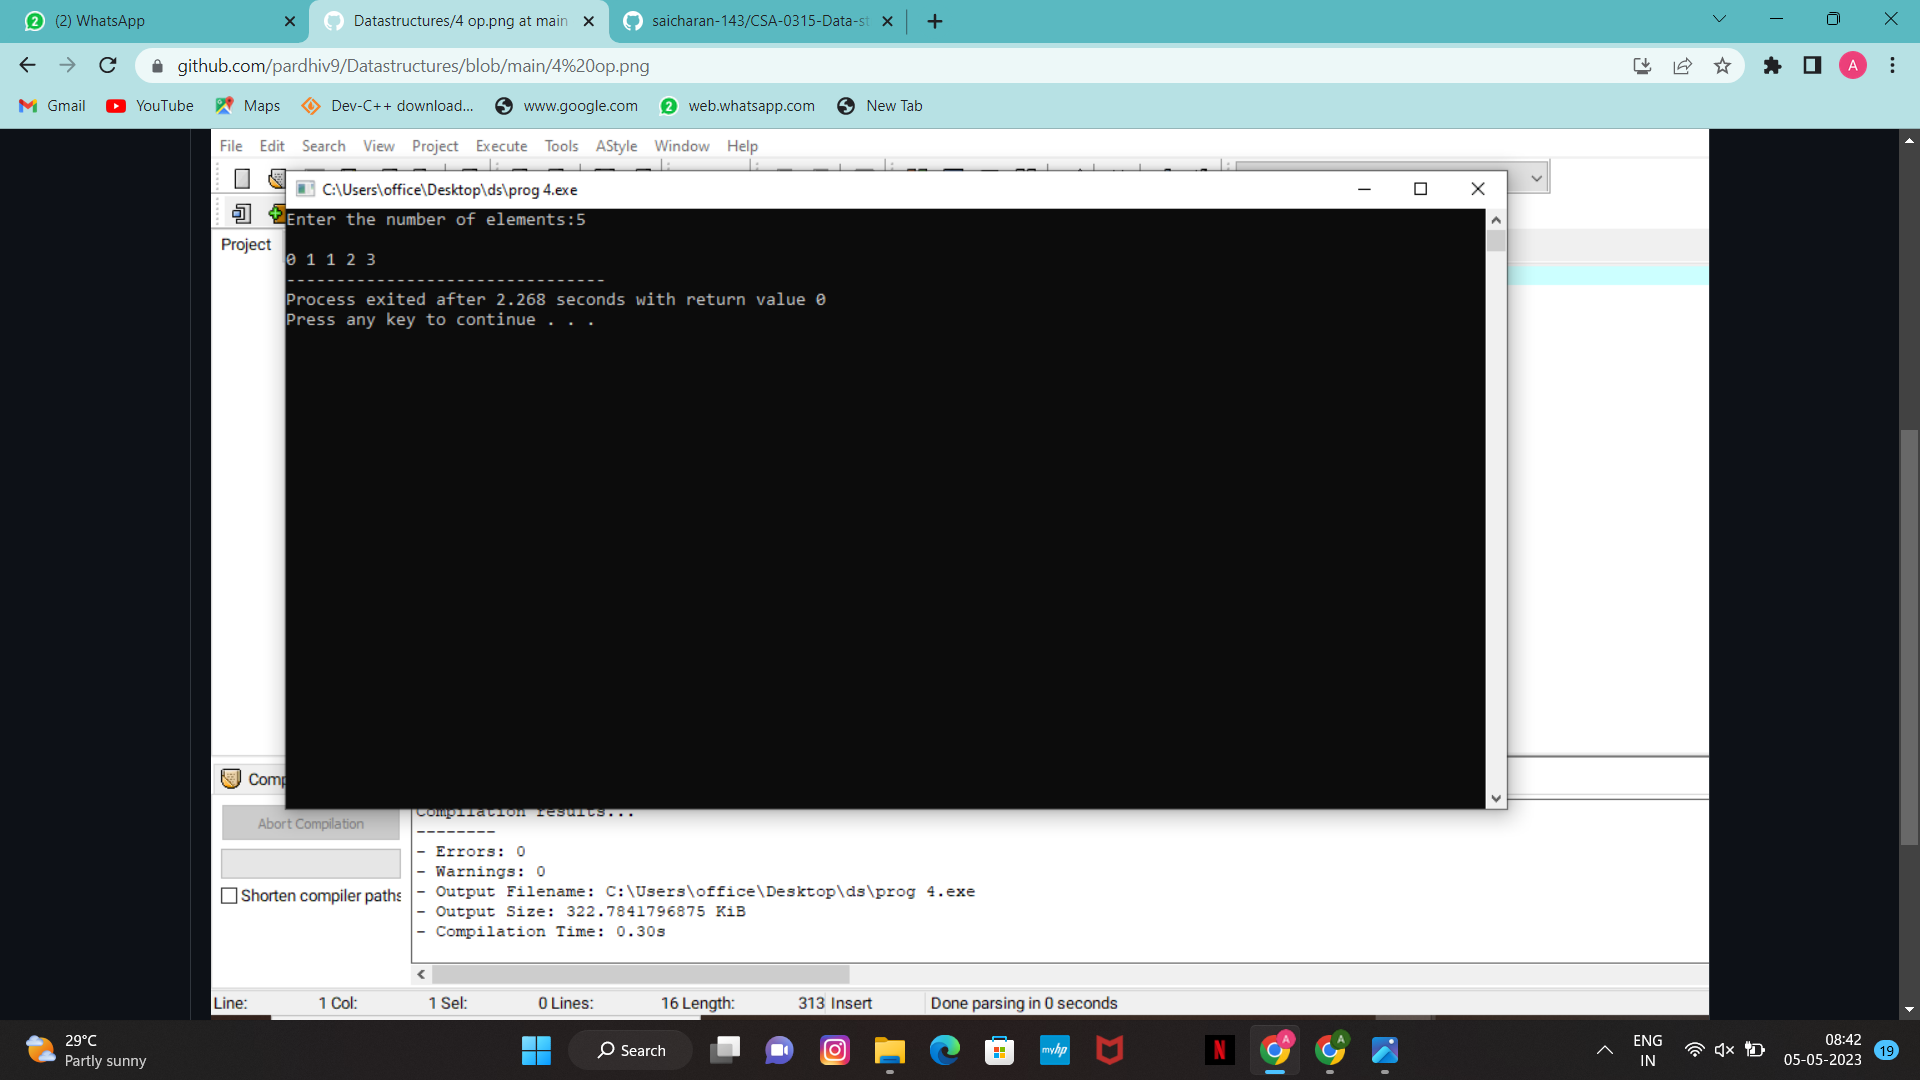 (2) WhatsApp
Datastructures/4 op.png at main
saicharan-143/CSA-0315-Data-st
github.com/pardhiv9/Datastructures/blob/main/4%20op.png
A
Gmail YouTube Maps Dev-C++ download... www.google.com 2 web.whatsapp.com New Tab
File Edit Search View Project Execute Tools AStyle Window Help
C:\Users\office\Desktop\ds\prog 4.exe
Enter the number of elements:5
Project
0 1 1 2 3
--------------------------------
Process exited after 2.268 seconds with return value 0
Press any key to continue . . .
Comp
Compilation results...
Abort Compilation
--------
- Errors: 0
- Warnings: 0
Shorten compiler paths
- Output Filename: C:\Users\office\Desktop\ds\prog 4.exe
- Output Size: 322.7841796875 KiB
- Compilation Time: 0.30s
Line: 1 Col: 1 Sel: 0 Lines: 16 Length: 313 Insert Done parsing in 0 seconds
29°C
Partly sunny
Search
myhp
N
A
A
ENG
IN
08:42
05-05-2023
19